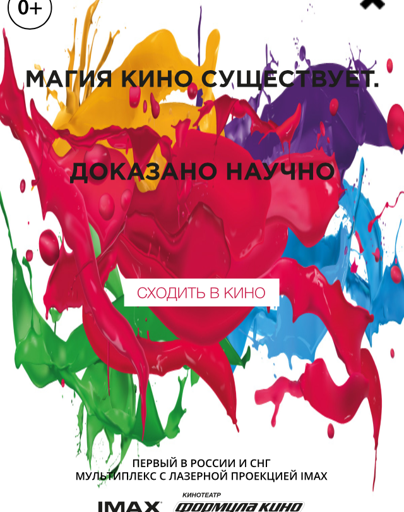 0+
МАГИЯ КИНО СУЩЕСТВУЕТ.
ДОКАЗАНО НАУЧНО
СХОДИТЬ В КИНО
ПЕРВЫЙ В РОССИИ И СНГ
МУЛЬТИПЛЕКС С ЛАЗЕРНОЙ ПРОЕКЦИЕЙ IMAX
КИНОТЕАТР
IMAX ФОРМУЛА КИНО